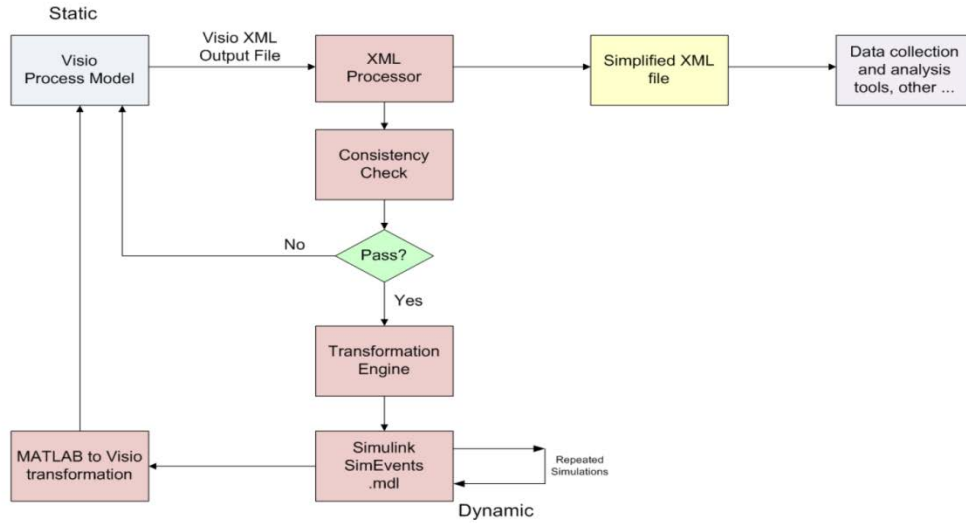 Static
Visio
Process Model
Visio XML
Output File
XML
Processor
Simplified XML
file
Data collection
and analysis
tools, other ...
Consistency
Check
No
Pass?
Yes
Transformation
Engine
MATLAB to Visio
transformation
Simulink
SimEvents
.mdl
Repeated
Simulations
Dynamic